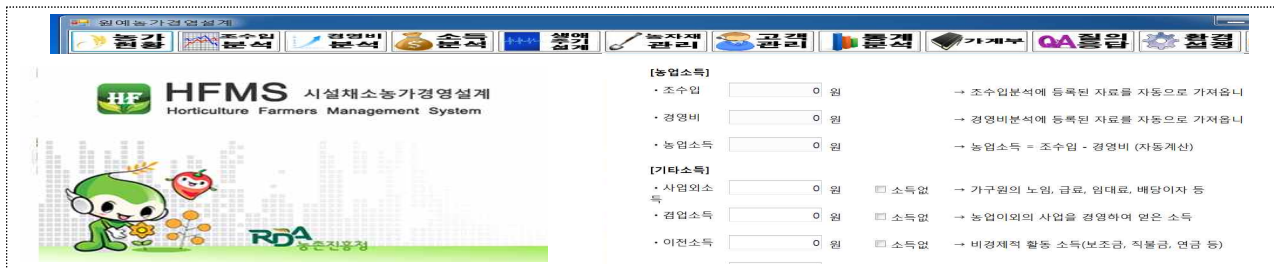 원예농가경영설계
농가현황 조수입분석 경영비분석 소득분석 생애주기설계 농자재관리 고객관리 통계분석 가계부 QA질의응답 환경설정
HF HFMS 시설채소농가경영설계
Horticulture Farmers Management System
RDA 농촌진흥청
[농업소득]
・조수입 0 원 → 조수입분석에 등록된 자료를 자동으로 가져옵니
・경영비 0 원 → 경영비분석에 등록된 자료를 자동으로 가져옵니
・농업소득 0 원 → 농업소득 = 조수입 - 경영비 (자동계산)
[기타소득]
・사업외소득 0 원 소득없 → 가구원의 노임, 급료, 임대료, 배당이자 등
・겸업소득 0 원 소득없 → 농업이외의 사업을 경영하여 얻은 소득
・이전소득 0 원 소득없 → 비경제적 활동 소득(보조금, 직불금, 연금 등)